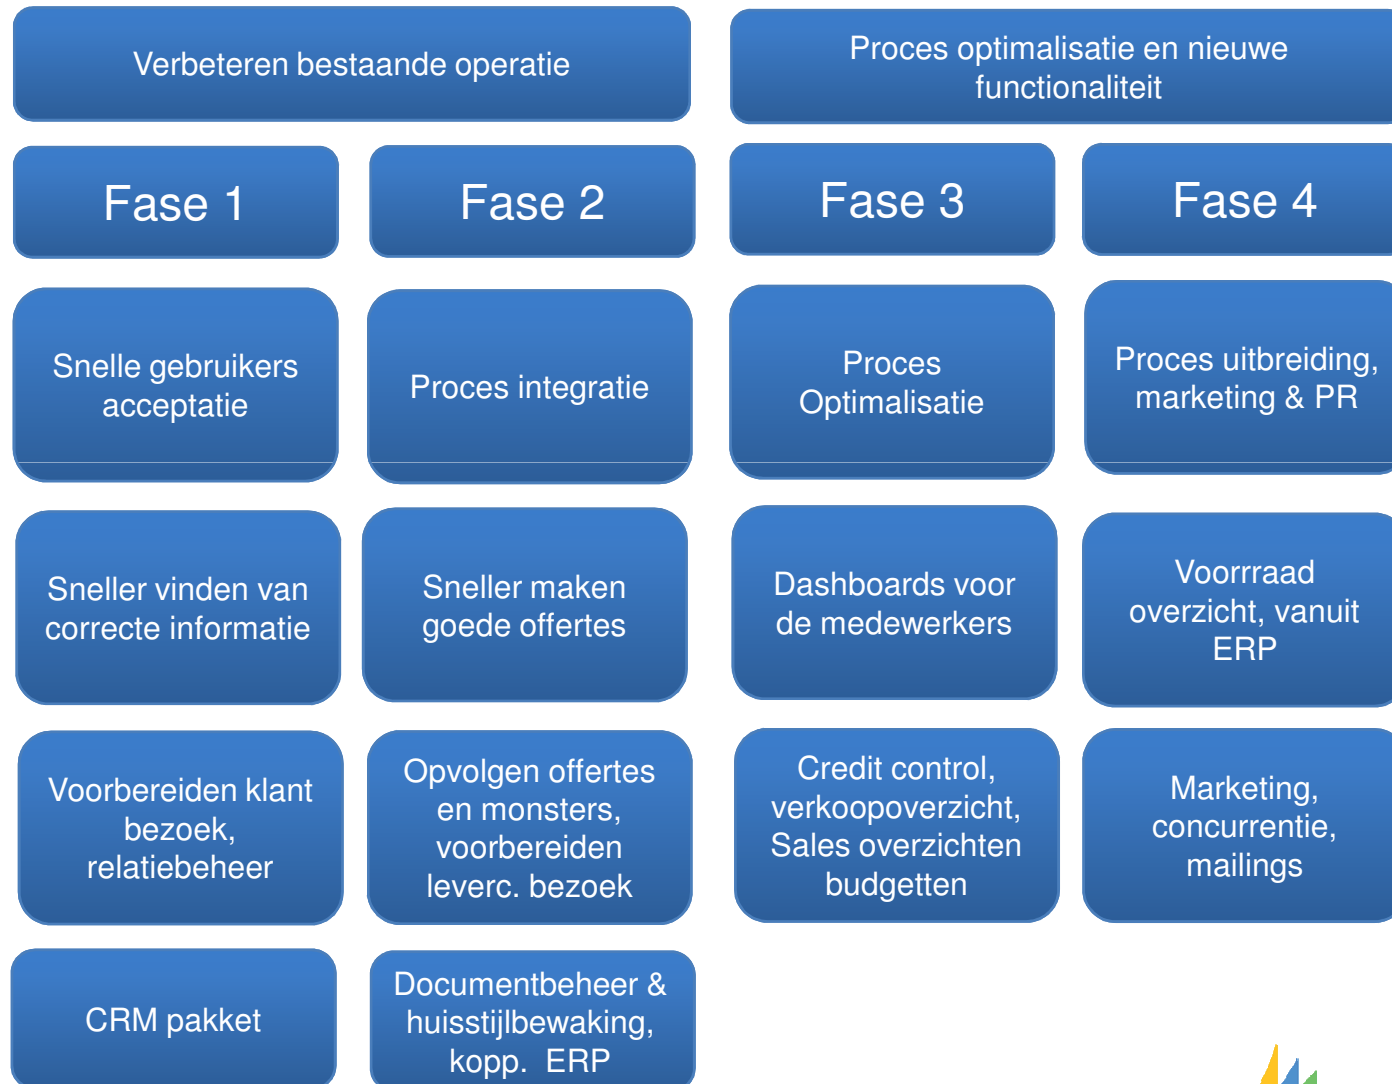 Verbeteren bestaande operatie
Proces optimalisatie en nieuwe
functionaliteit
Fase 1
Fase 2
Fase 3
Fase 4
Snelle gebruikers
acceptatie
Proces integratie
Proces
Optimalisatie
Proces uitbreiding,
marketing & PR
Sneller vinden van
correcte informatie
Sneller maken
goede offertes
Dashboards voor
de medewerkers
Voorrraad
overzicht, vanuit
ERP
Voorbereiden klant
bezoek,
relatiebeheer
Opvolgen offertes
en monsters,
voorbereiden
leverc. bezoek
Credit control,
verkoopoverzicht,
Sales overzichten
budgetten
Marketing,
concurrentie,
mailings
CRM pakket
Documentbeheer &
huisstijlbewaking,
kopp.  ERP